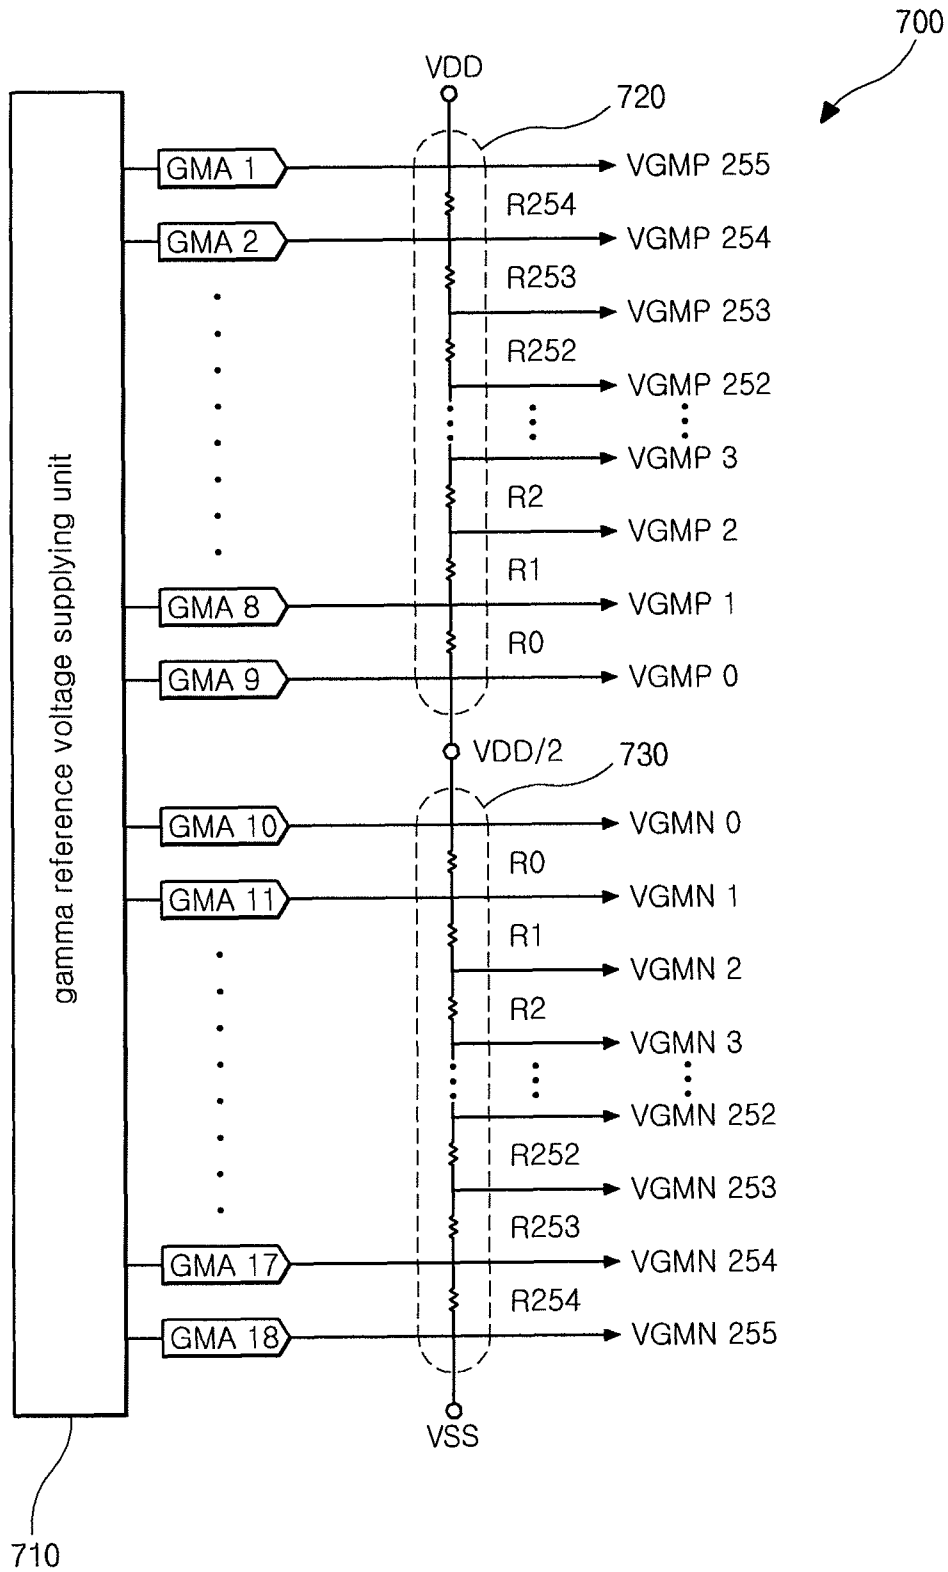 700
VDD
720
GMA 1
VGMP 255
R254
GMA 2
VGMP 254
R253
VGMP 253
R252
VGMP 252
VGMP 3
R2
VGMP 2
R1
GMA 8
VGMP 1
R0
GMA 9
VGMP 0
gamma reference voltage supplying unit
VDD/2
730
GMA 10
VGMN 0
R0
GMA 11
VGMN 1
R1
VGMN 2
R2
VGMN 3
VGMN 252
R252
VGMN 253
R253
GMA 17
VGMN 254
R254
GMA 18
VGMN 255
VSS
710